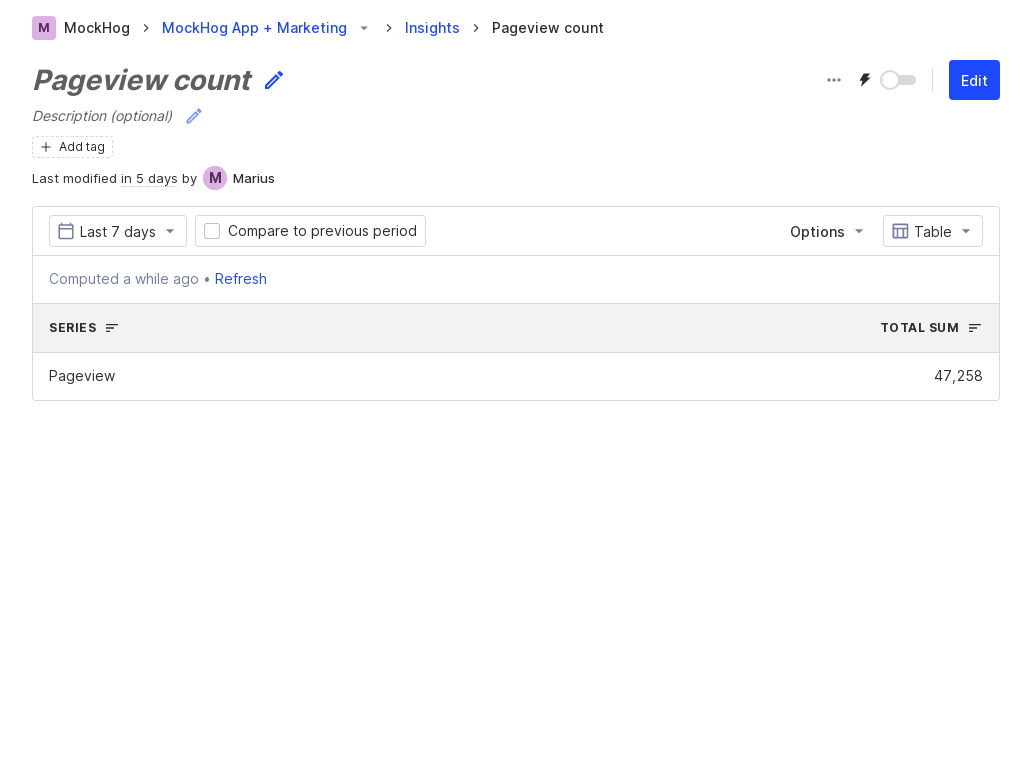 M MockHog MockHog App + Marketing Insights Pageview count
Pageview count
Edit
Description (optional)
Add tag
Last modified in 5 days by M Marius
Last 7 days Compare to previous period Options Table
Computed a while ago • Refresh
SERIES TOTAL SUM
Pageview 47,258